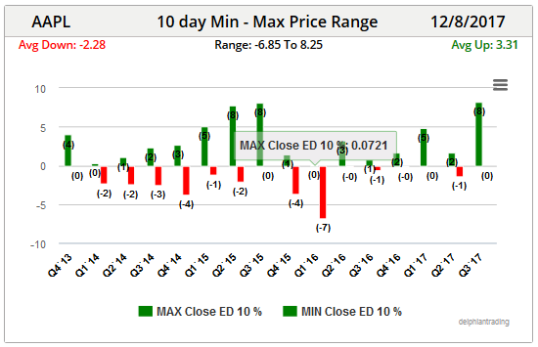 AAPL 10 day Min - Max Price Range 12/8/2017
Avg Down: -2.28 Range: -6.85 To 8.25 Avg Up: 3.31
10
5
0
-5
-10
(4) (0) (0) (-2) (1) (-2) (2) (-3) (3) (-4) (5) (-1) (8) (-2) (8) (0) (-4) (0) (-7) (3) (-0) (1) (-1) (2) (-0) (5) (0) (2) (-1) (8) (0)
MAX Close ED 10 %: 0.0721
Q4`13 Q1`14 Q2`14 Q3`14 Q4`14 Q1`15 Q2`15 Q3`15 Q4`15 Q1`16 Q2`16 Q3`16 Q4`16 Q1`17 Q2`17 Q3`17
MAX Close ED 10 % MIN Close ED 10 %
delphiantrading